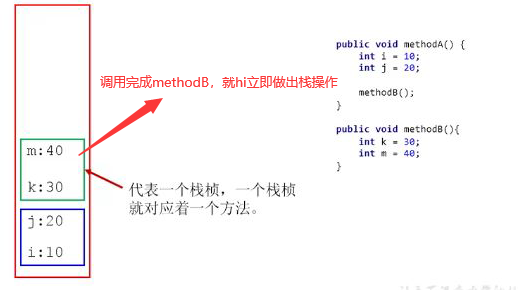 调用完成methodB，就hi立即做出栈操作
m:40
k:30
j:20
i:10
代表一个栈桢，一个栈桢
就对应着一个方法。
public void methodA() {
int i = 10;
int j = 20;
methodB();
}
public void methodB(){
int k = 30;
int m = 40;
}